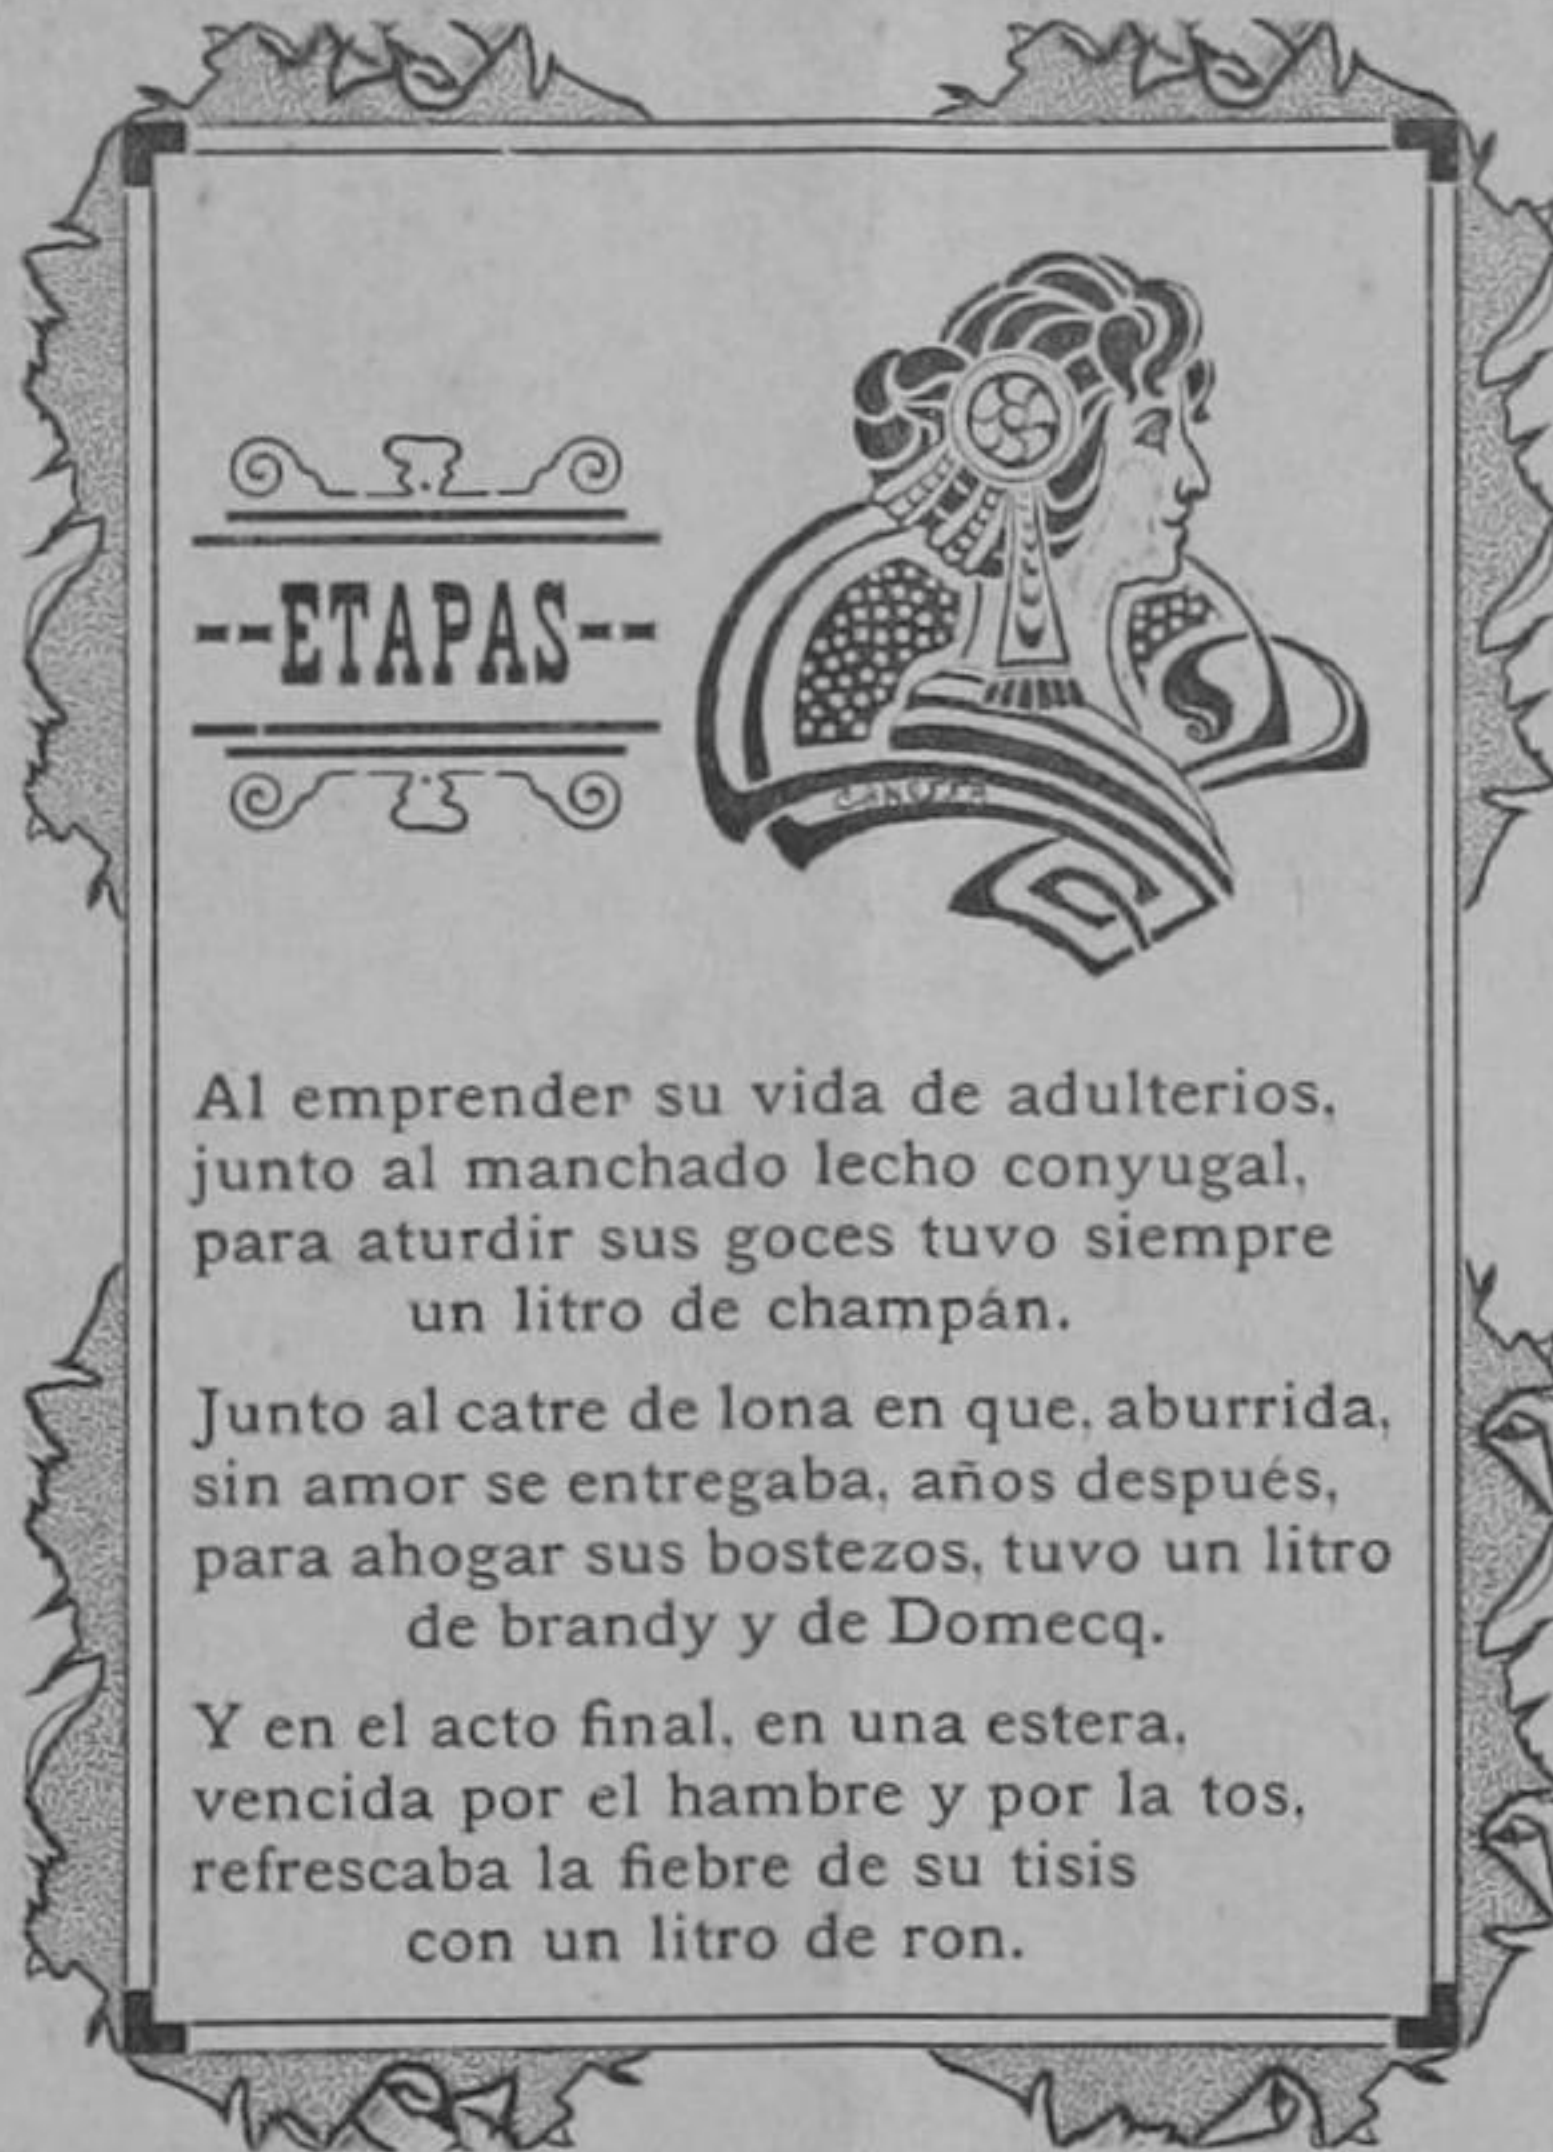 --ETAPAS--
Al emprender su vida de adulterios,
junto al manchado lecho conyugal,
para aturdir sus goces tuvo siempre
un litro de champán.
Junto al catre de lona en que, aburrida,
sin amor se entregaba, años después,
para ahogar sus bostezos, tuvo un litro
de brandy y de Domecq.
Y en el acto final, en una estera,
vencida por el hambre y por la tos,
refrescaba la fiebre de su tisis
con un litro de ron.